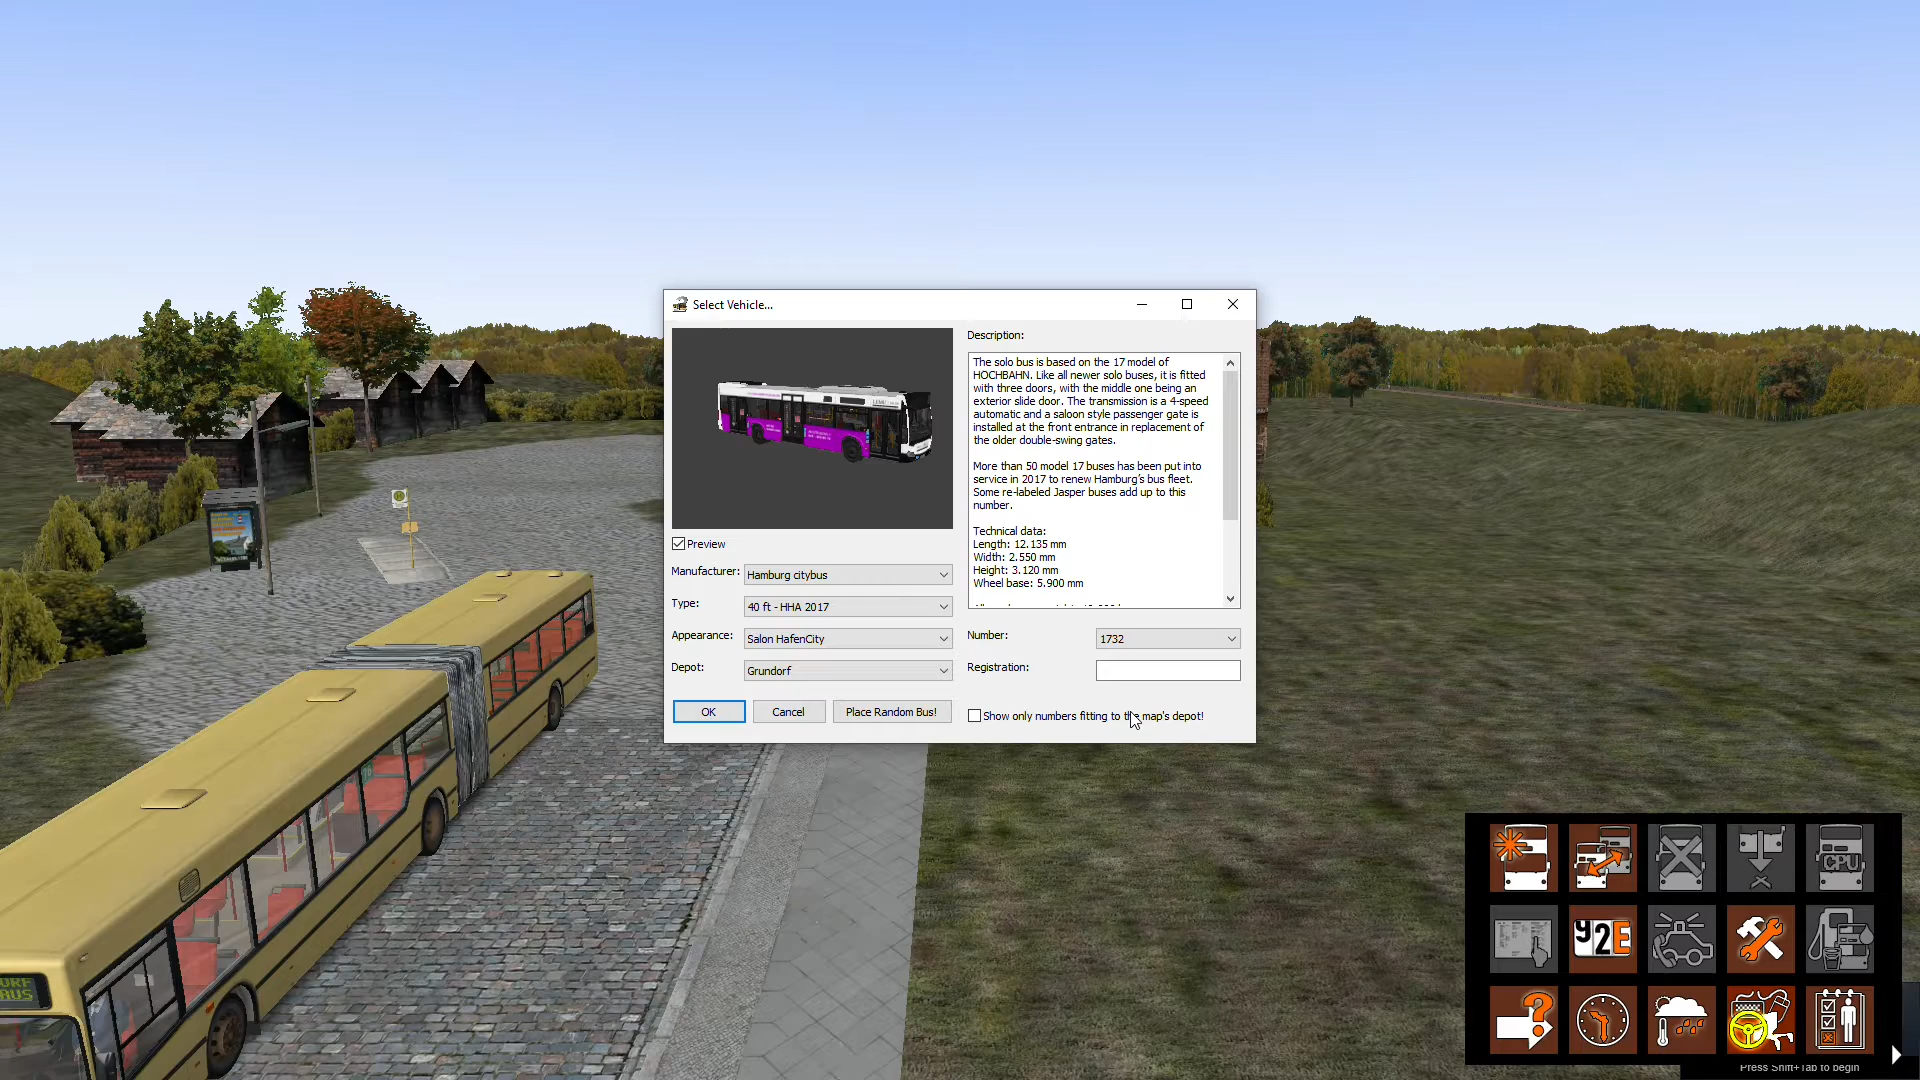 Select Vehicle...
Description:
The solo bus is based on the 17 model of
HOCHBAHN. Like all newer solo buses, it is fitted
with three doors, with the middle one being an
exterior slide door. The transmission is a 4-speed
automatic and a saloon style passenger gate is
installed at the front entrance in replacement of
the older double-swing gates.
More than 50 model 17 buses has been put into
service in 2017 to renew Hamburg's bus fleet.
Some re-labeled Jasper buses add up to this
number.
Technical data:
Length: 12.135 mm
Width: 2.550 mm
Height: 3.120 mm
Wheel base: 5.900 mm
Preview
Manufacturer: Hamburg citybus
Type: 40 ft - HHA 2017
Appearance: Salon HafenCity
Depot: Grundorf
Number: 1732
Registration:
OK
Cancel
Place Random Bus!
Show only numbers fitting to the map's depot!
CPU
92E
Press Shift+Tab to begin